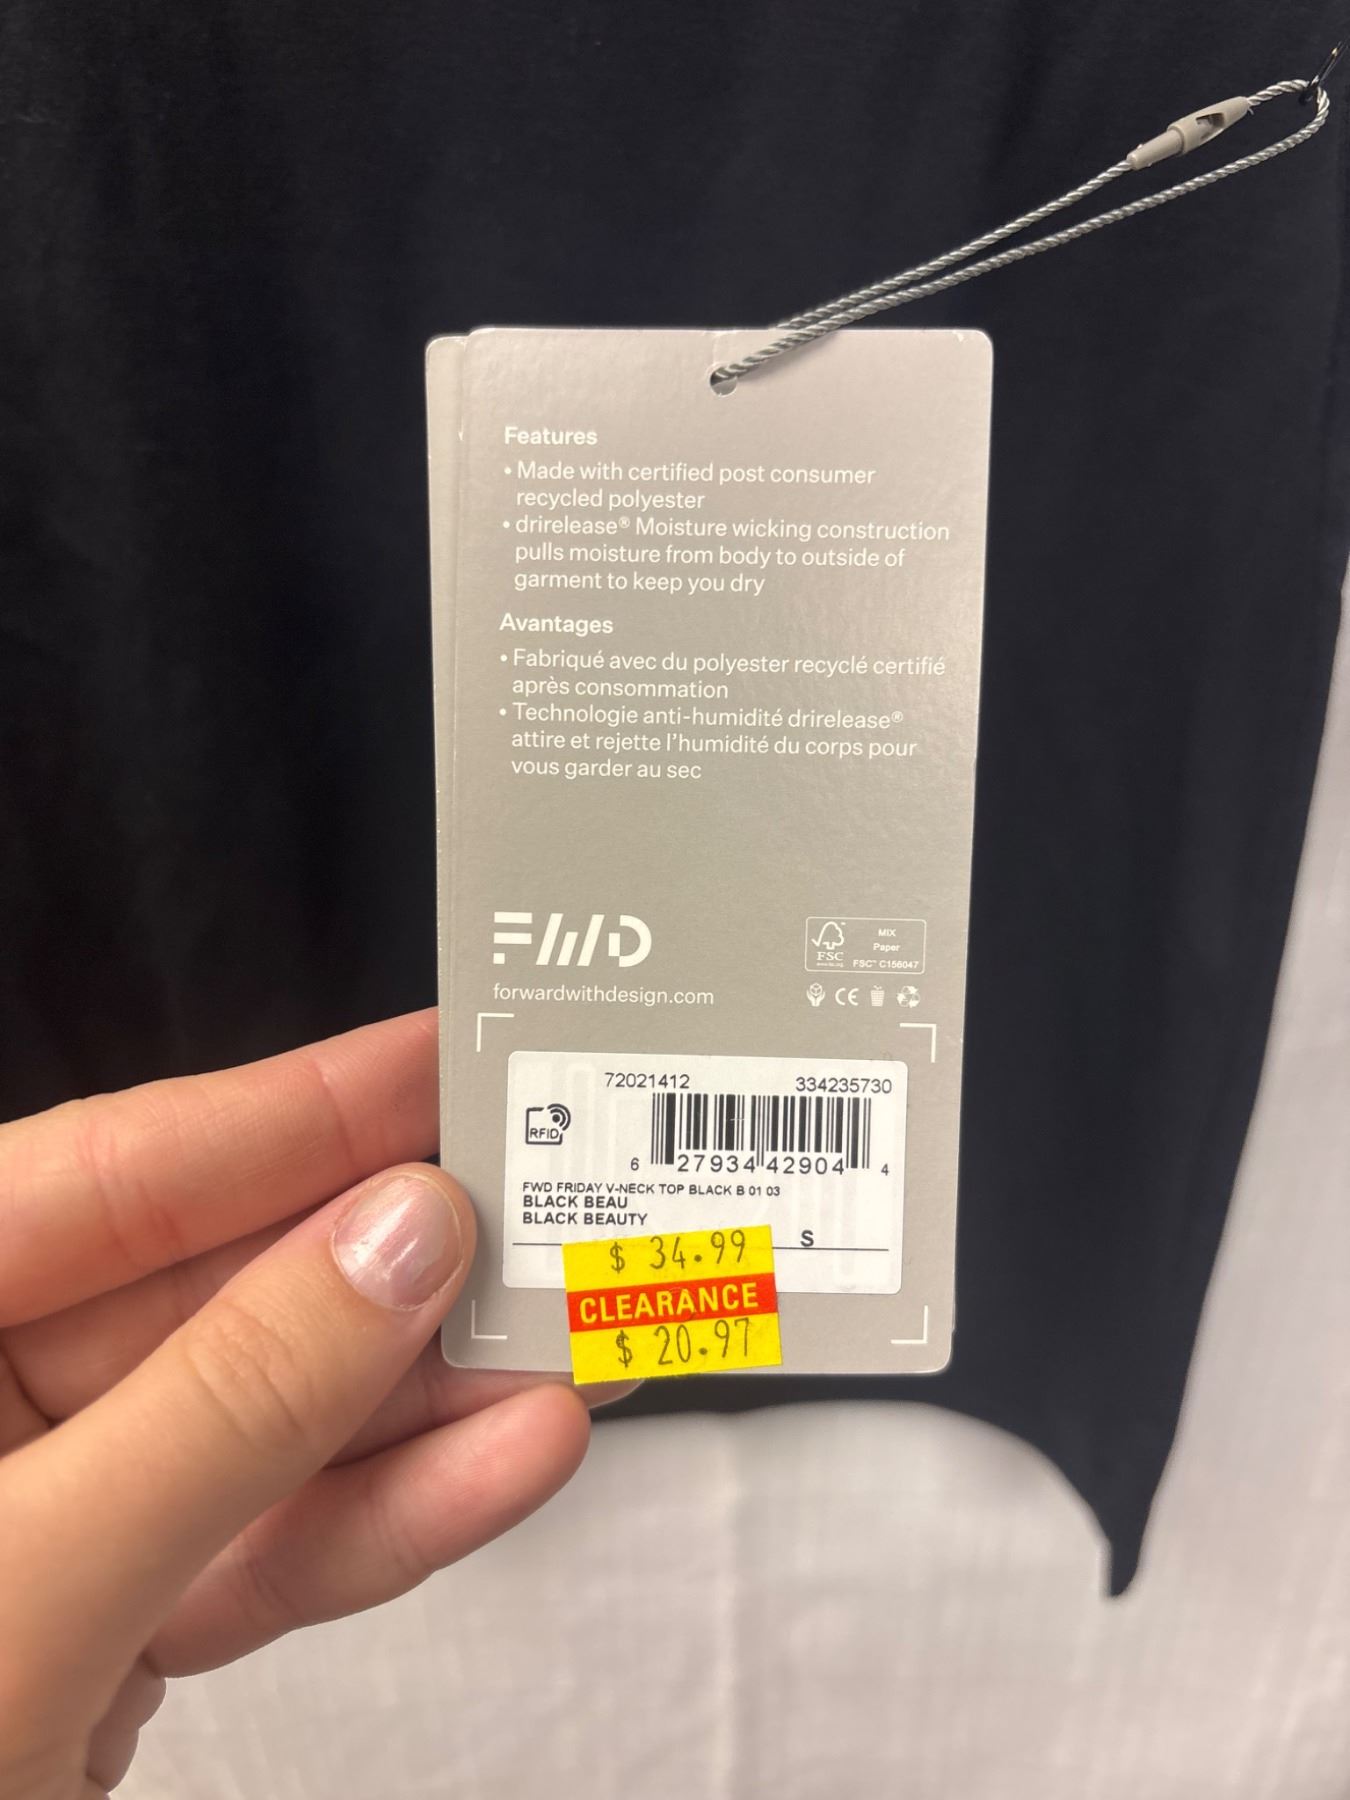 Features
• Made with certified post consumer
recycled polyester
• drirelease® Moisture wicking construction
pulls moisture from body to outside of
garment to keep you dry
Avantages
• Fabriqué avec du polyester recyclé certifié
après consommation
• Technologie anti-humidité drirelease®
attire et rejette l'humidité du corps pour
vous garder au sec
FWD
forwardwithdesign.com
FSC
MIX
Paper
FSC™ C156047
CE
72021412 334235730
RFID
6 27934 42904 4
FWD FRIDAY V-NECK TOP BLACK B 01 03
BLACK BEAU
BLACK BEAUTY
S
$ 34.99
CLEARANCE
$ 20.97